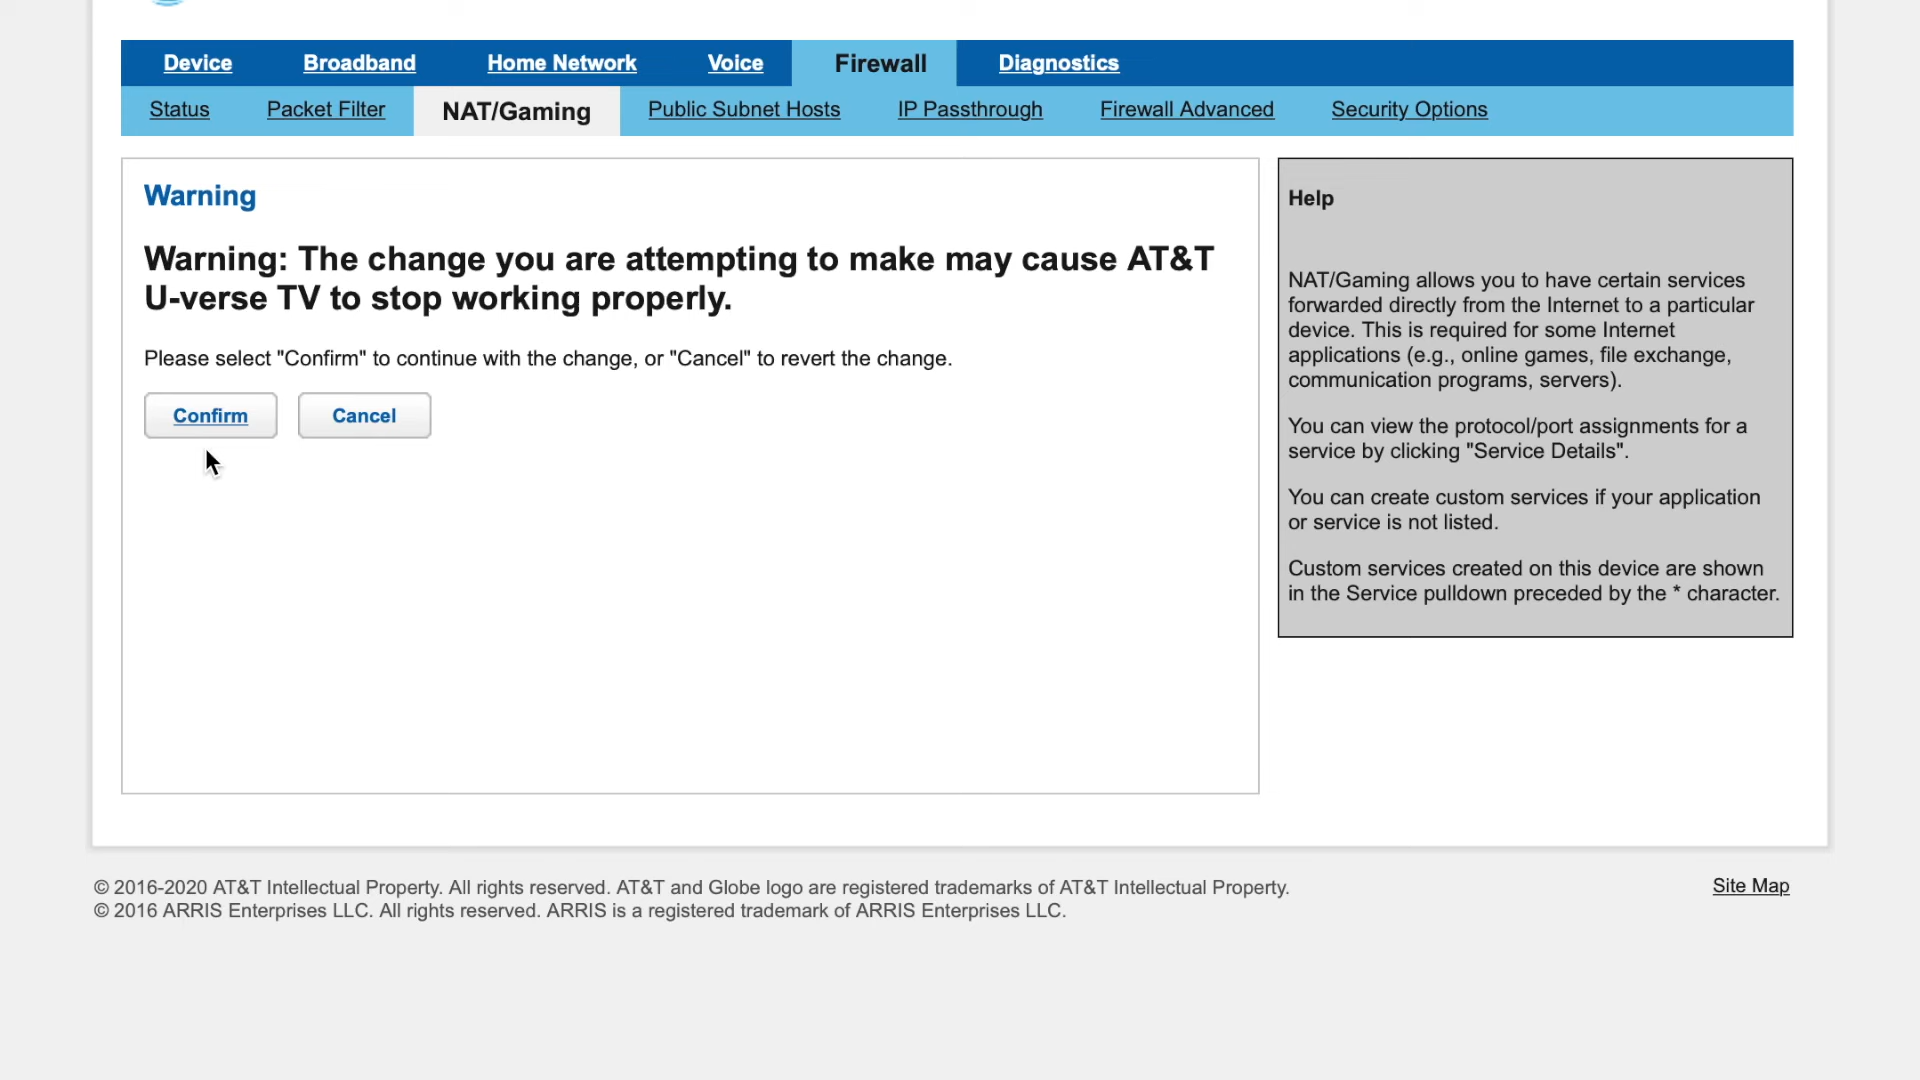 Device Broadband Home Network Voice Firewall Diagnostics
Status Packet Filter NAT/Gaming Public Subnet Hosts IP Passthrough Firewall Advanced Security Options
Warning
Warning: The change you are attempting to make may cause AT&T
U-verse TV to stop working properly.
Please select "Confirm" to continue with the change, or "Cancel" to revert the change.
Confirm Cancel
Help
NAT/Gaming allows you to have certain services
forwarded directly from the Internet to a particular
device. This is required for some Internet
applications (e.g., online games, file exchange,
communication programs, servers).
You can view the protocol/port assignments for a
service by clicking "Service Details".
You can create custom services if your application
or service is not listed.
Custom services created on this device are shown
in the Service pulldown preceded by the * character.
© 2016-2020 AT&T Intellectual Property. All rights reserved. AT&T and Globe logo are registered trademarks of AT&T Intellectual Property.
© 2016 ARRIS Enterprises LLC. All rights reserved. ARRIS is a registered trademark of ARRIS Enterprises LLC.
Site Map